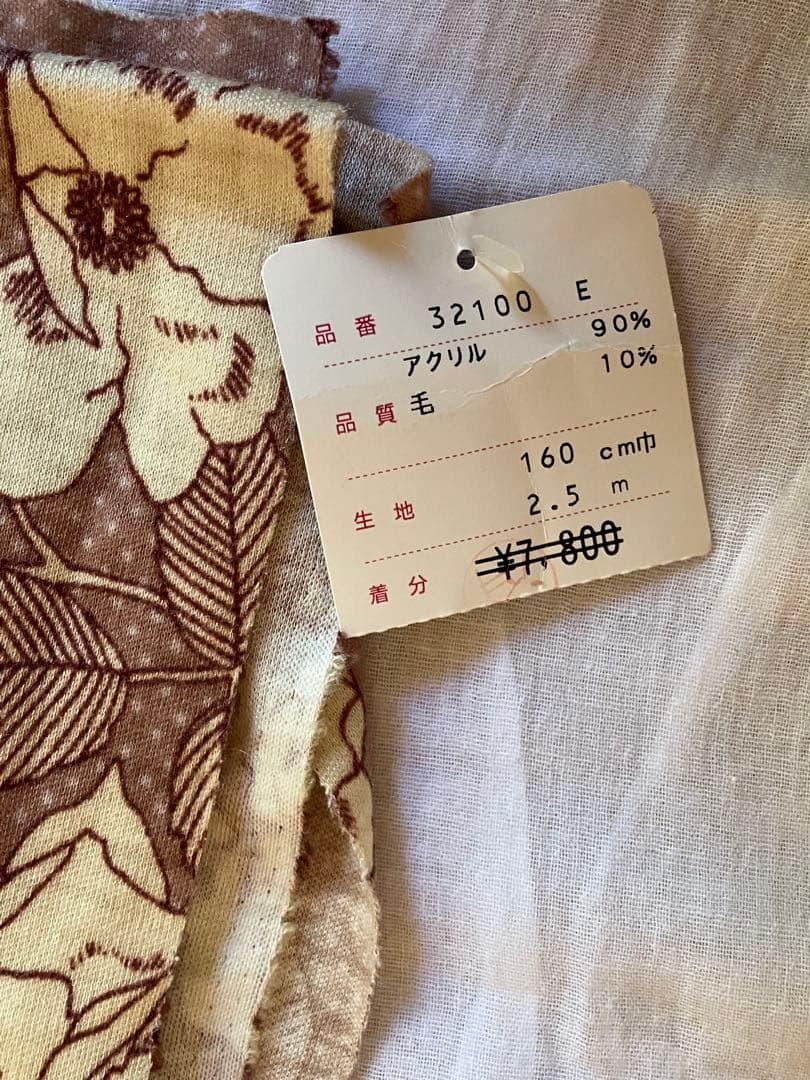 品番 32100 E
アクリル 90%
品質 毛 10%
160 cm巾
生地 2.5 m
着分 ¥7,800